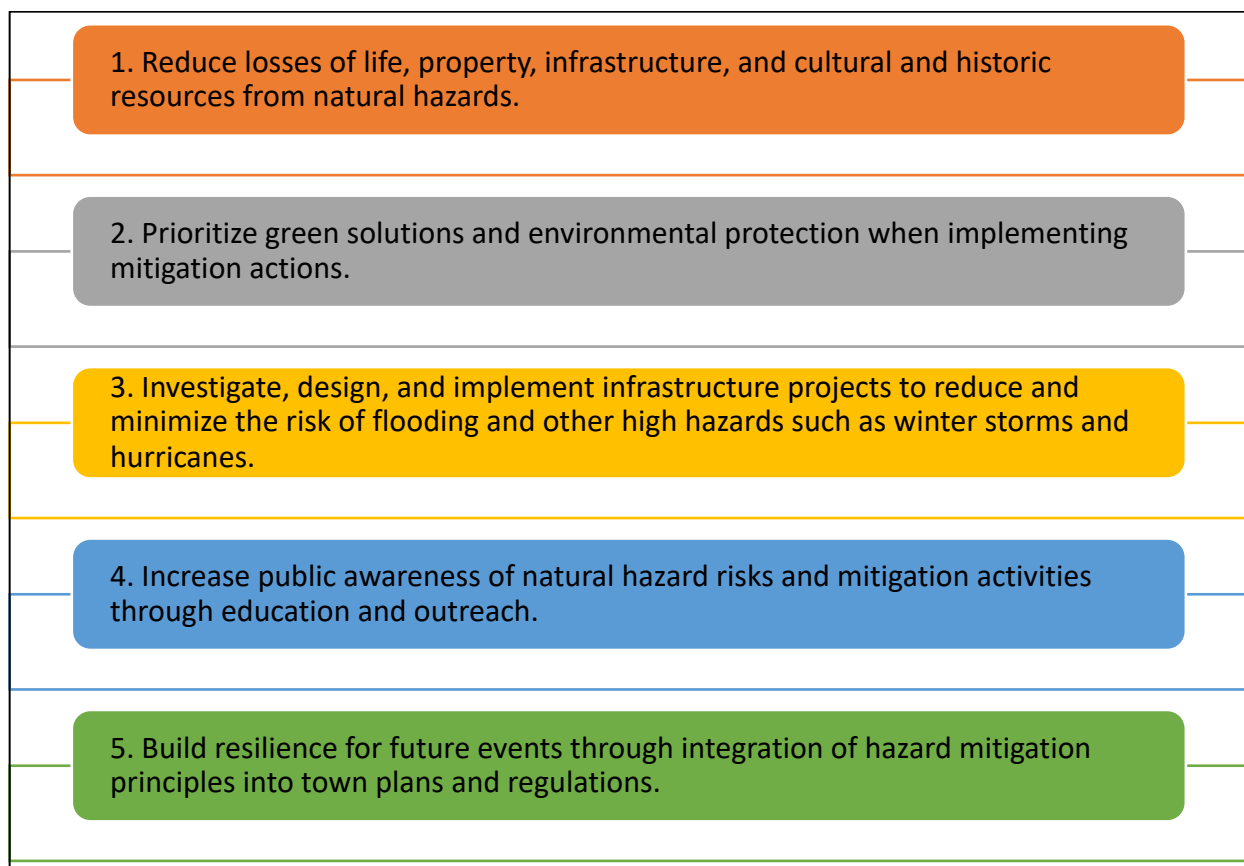 1. Reduce losses of life, property, infrastructure, and cultural and historic
resources from natural hazards.
2. Prioritize green solutions and environmental protection when implementing
mitigation actions.
3. Investigate, design, and implement infrastructure projects to reduce and
minimize the risk of flooding and other high hazards such as winter storms and
hurricanes.
4. Increase public awareness of natural hazard risks and mitigation activities
through education and outreach.
5. Build resilience for future events through integration of hazard mitigation
principles into town plans and regulations.